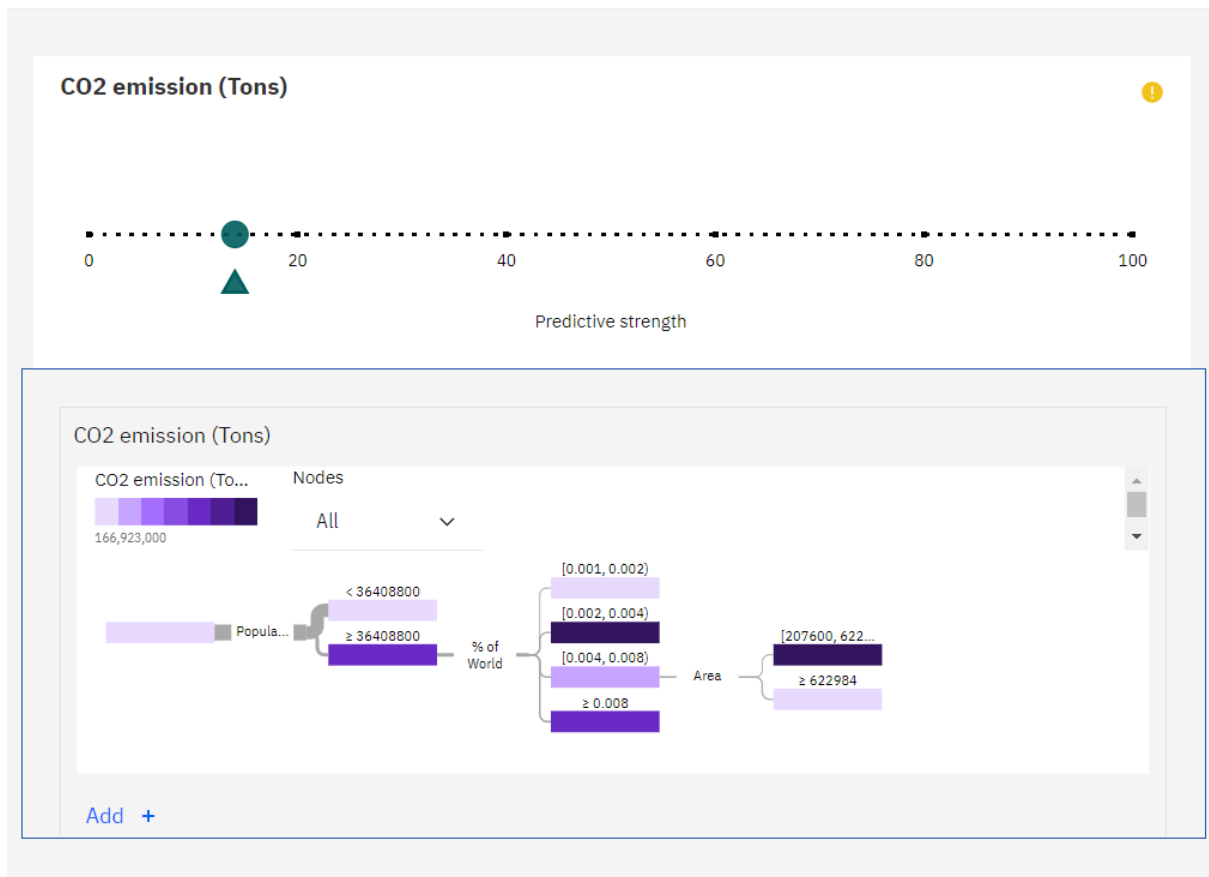 CO2 emission (Tons)
!
0 20 40 60 80 100
Predictive strength
CO2 emission (Tons)
CO2 emission (To...
Nodes
166,923,000
All
< 36408800
Popula...
≥ 36408800
% of
World
[0.001, 0.002)
[0.002, 0.004)
[0.004, 0.008)
≥ 0.008
Area
[207600, 622...
≥ 622984
Add +